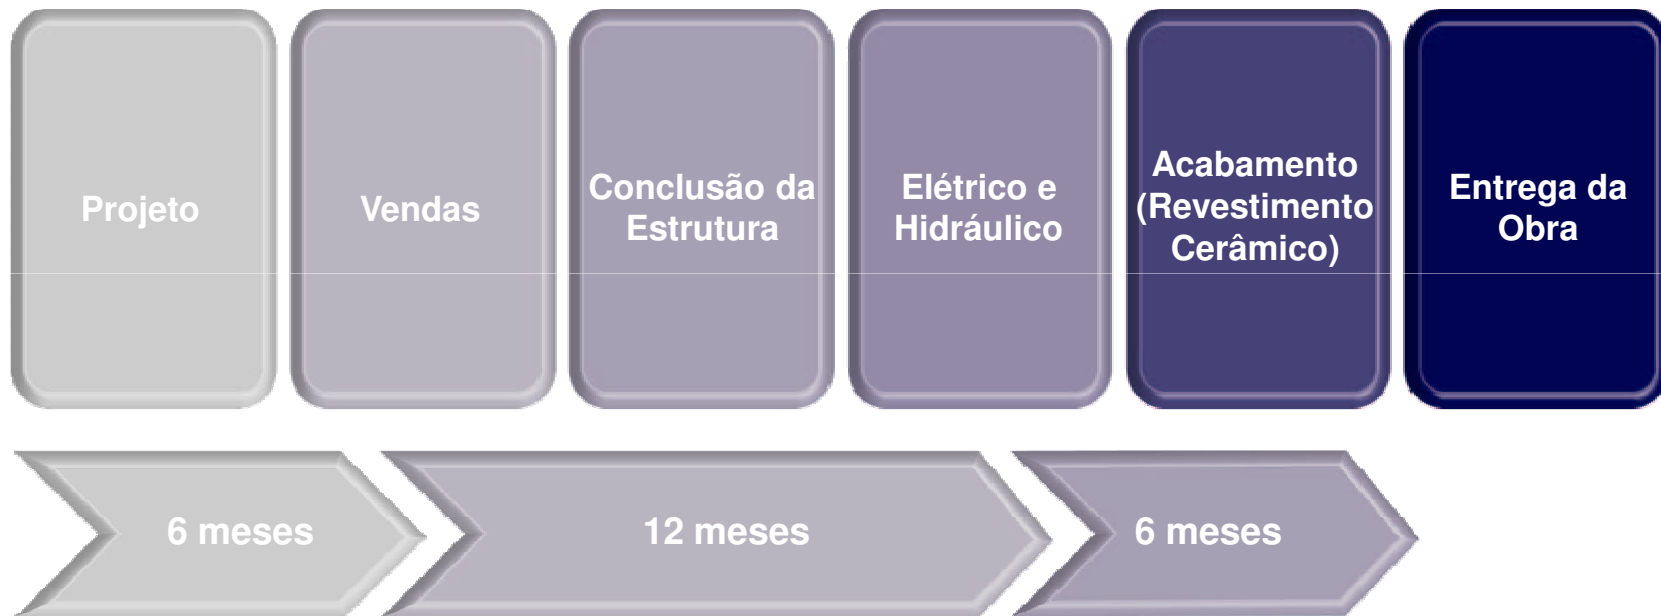 Projeto
Vendas
Conclusão da
Estrutura
Elétrico e
Hidráulico
Acabamento
(Revestimento
Cerâmico)
Entrega da
Obra
6 meses
12 meses
6 meses